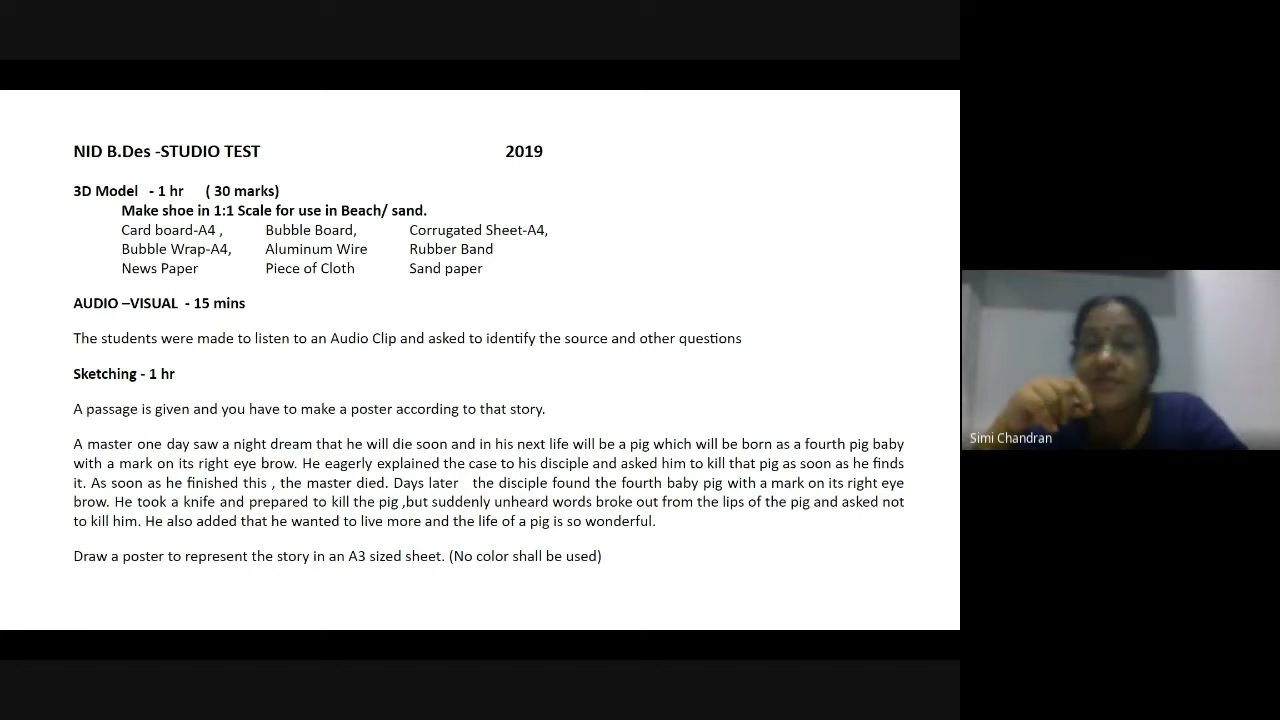 NID B.Des -STUDIO TEST 2019
3D Model - 1 hr ( 30 marks)
Make shoe in 1:1 Scale for use in Beach/ sand.
Card board-A4 , Bubble Board, Corrugated Sheet-A4,
Bubble Wrap-A4, Aluminum Wire Rubber Band
News Paper Piece of Cloth Sand paper
AUDIO –VISUAL - 15 mins
The students were made to listen to an Audio Clip and asked to identify the source and other questions
Sketching - 1 hr
A passage is given and you have to make a poster according to that story.
A master one day saw a night dream that he will die soon and in his next life will be a pig which will be born as a fourth pig baby
with a mark on its right eye brow. He eagerly explained the case to his disciple and asked him to kill that pig as soon as he finds
it. As soon as he finished this , the master died. Days later the disciple found the fourth baby pig with a mark on its right eye
brow. He took a knife and prepared to kill the pig ,but suddenly unheard words broke out from the lips of the pig and asked not
to kill him. He also added that he wanted to live more and the life of a pig is so wonderful.
Draw a poster to represent the story in an A3 sized sheet. (No color shall be used)
Simi Chandran